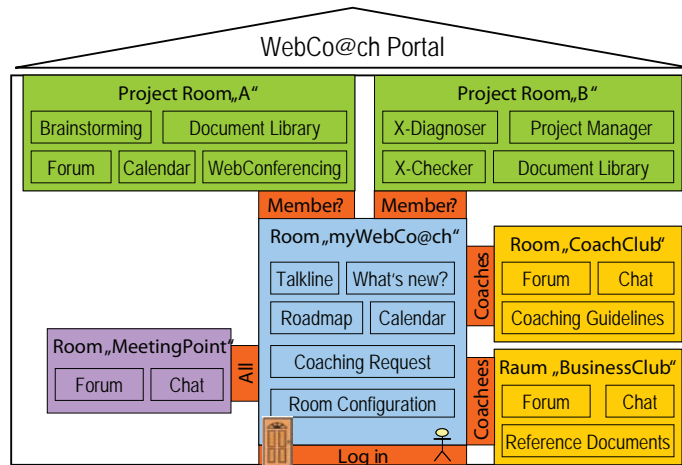 WebCo@ch Portal
Project Room„A“
Brainstorming
Document Library
Forum
Calendar
WebConferencing
Project Room„B“
X-Diagnoser
Project Manager
X-Checker
Document Library
Member?
Member?
Room „myWebCo@ch“
Talkline
What's new?
Roadmap
Calendar
Coaching Request
Room Configuration
Coaches
Room „CoachClub“
Forum
Chat
Coaching Guidelines
Room „MeetingPoint“
Forum
Chat
All
Coachees
Raum „BusinessClub“
Forum
Chat
Reference Documents
Log in